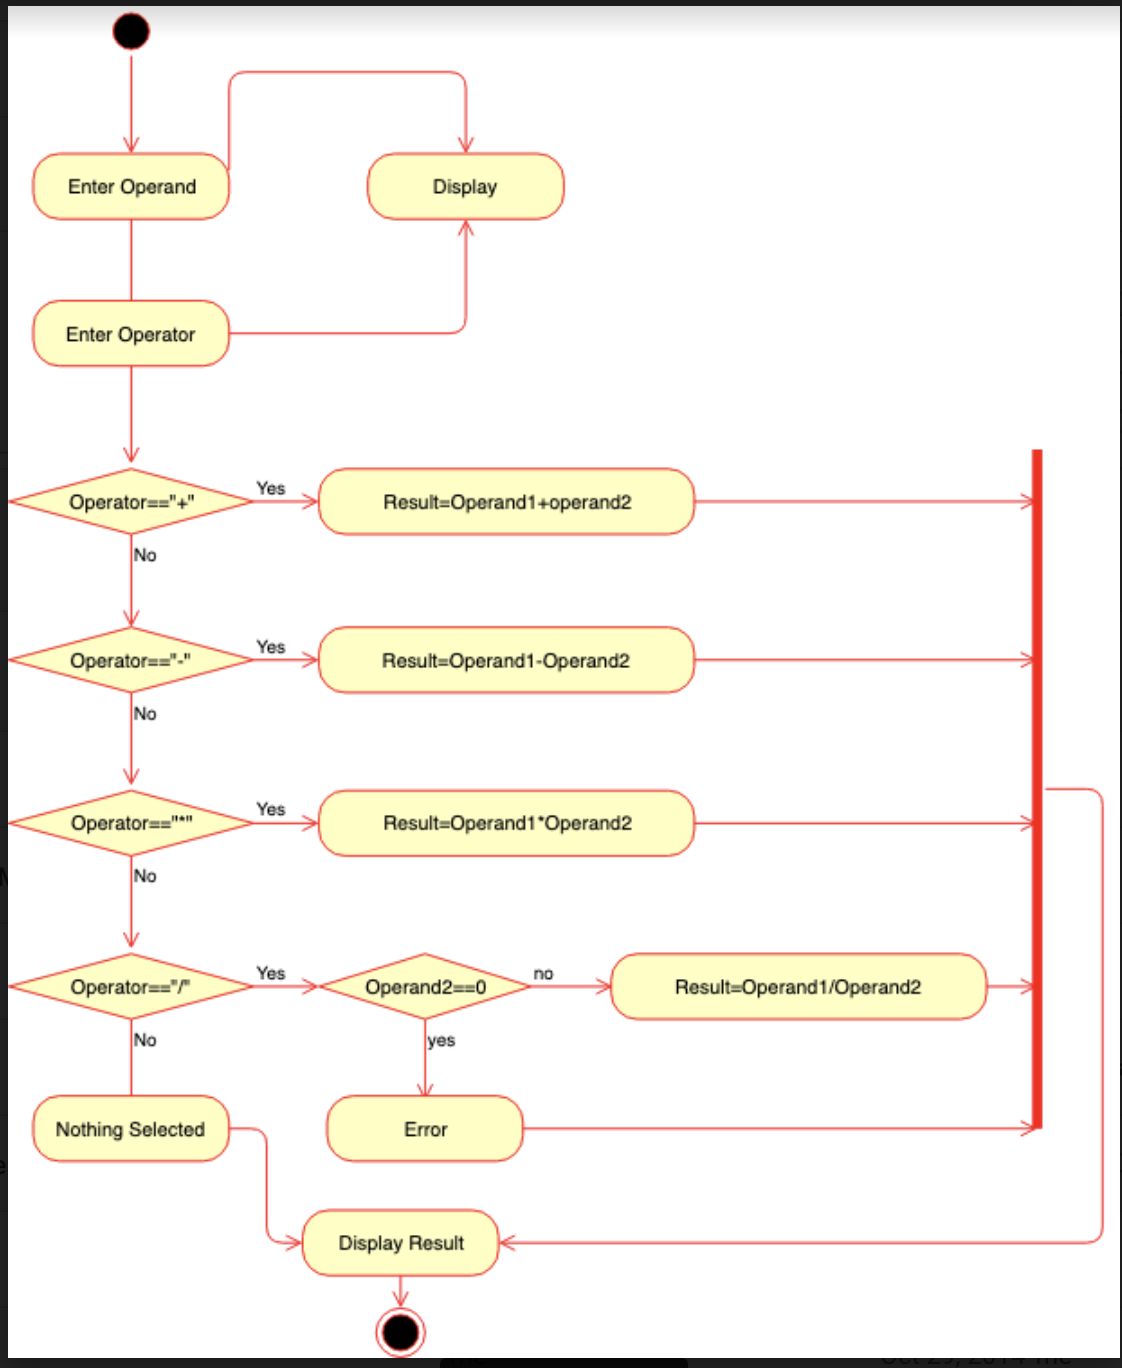 Enter Operand
Display
Enter Operator
Operator=="+"
Yes
Result=Operand1+operand2
No
Operator=="-"
Yes
Result=Operand1-Operand2
No
Operator=="*"
Yes
Result=Operand1*Operand2
No
Operator=="/"
Yes
Operand2==0
no
Result=Operand1/Operand2
No
yes
Nothing Selected
Error
Display Result